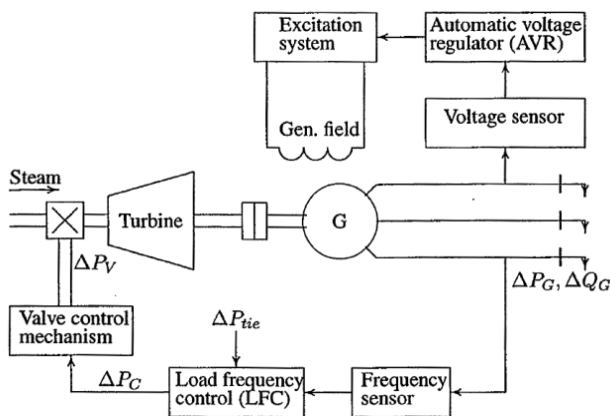 Excitation
system
Automatic voltage
regulator (AVR)
Gen. field
Voltage sensor
Steam
Turbine
G
ΔP_V
ΔP_G, ΔQ_G
Valve control
mechanism
ΔP_tie
ΔP_C
Load frequency
control (LFC)
Frequency
sensor